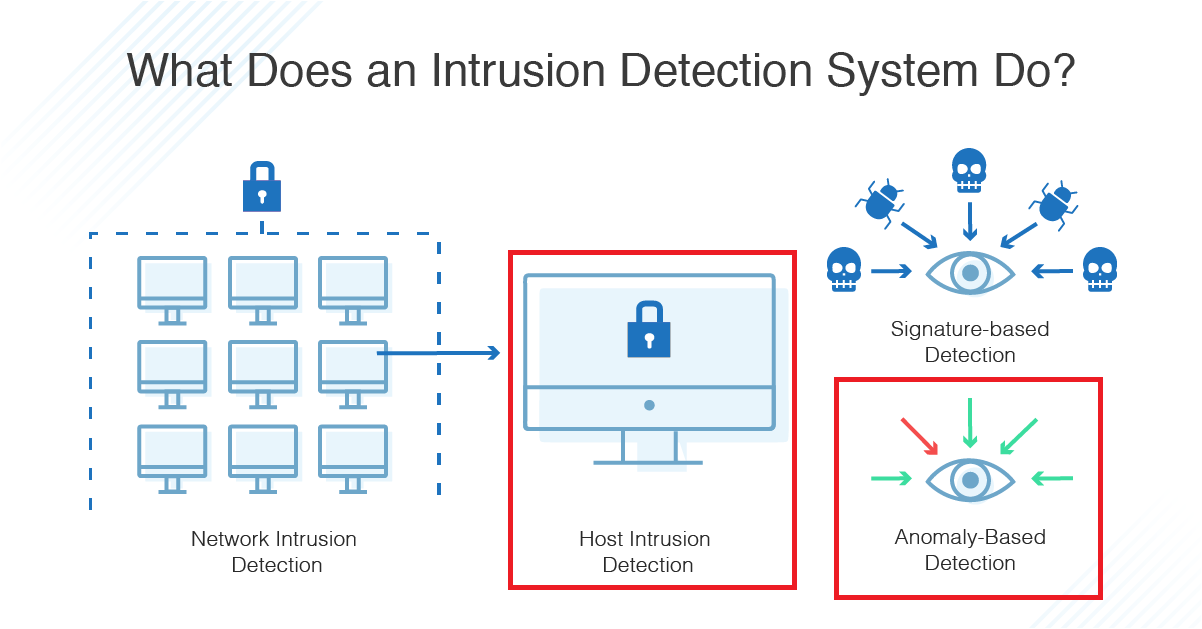 What Does an Intrusion Detection System Do?
Network Intrusion
Detection
Host Intrusion
Detection
Signature-based
Detection
Anomaly-Based
Detection